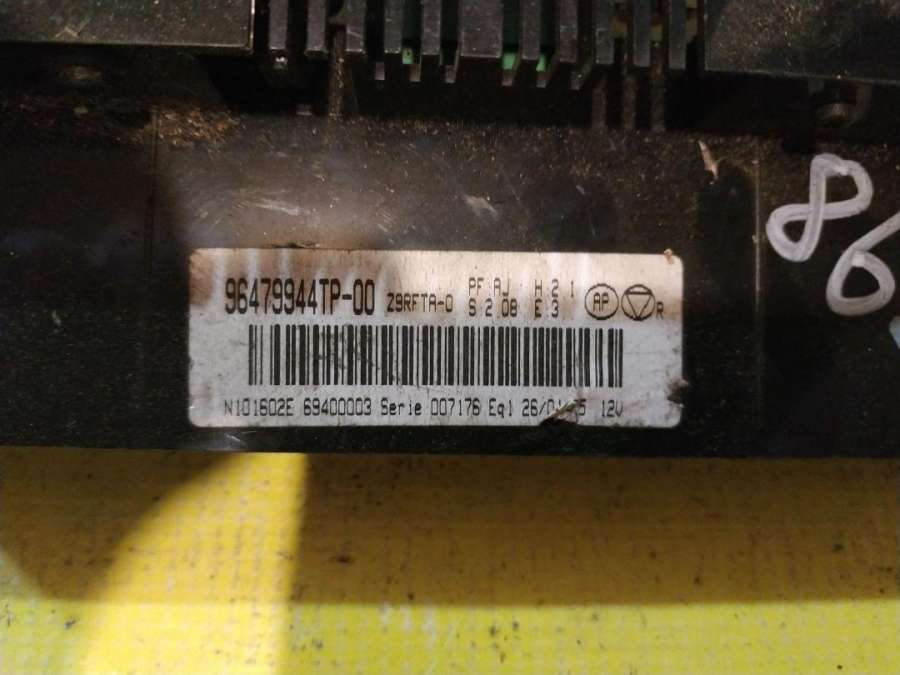 96479944TP-00 Z9RFTA-0 PF AJ H 2 1 AP R
S 2.08 E 3
N101602E 69400003 Serie 007176 Eq1 12V
86